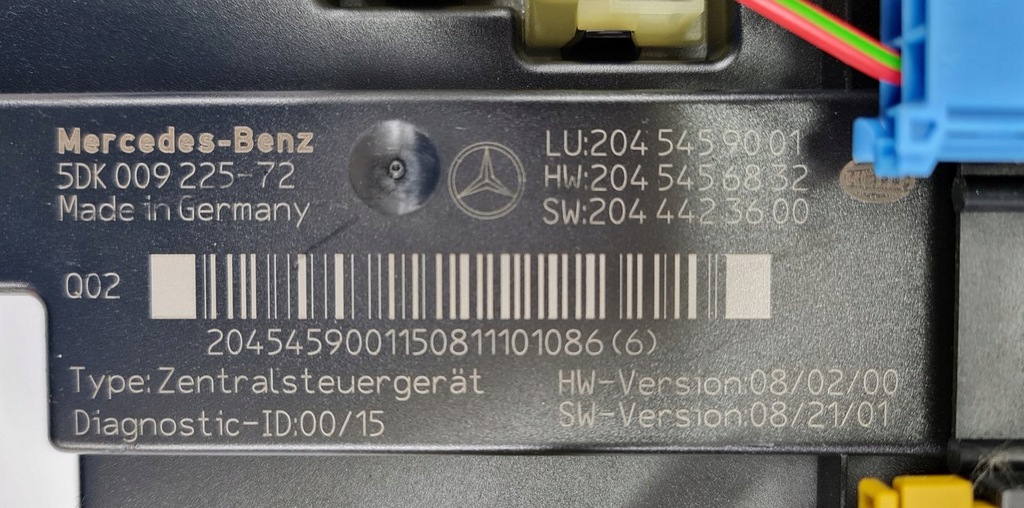 Mercedes-Benz
5DK 009 225-72
Made in Germany
LU:204 545 90 01
HW:204 545 68 32
SW:204 442 36 00
Q02
2045459001150811101086 (6)
Type:Zentralsteuergerät
Diagnostic-ID:00/15
HW-Version:08/02/00
SW-Version:08/21/01